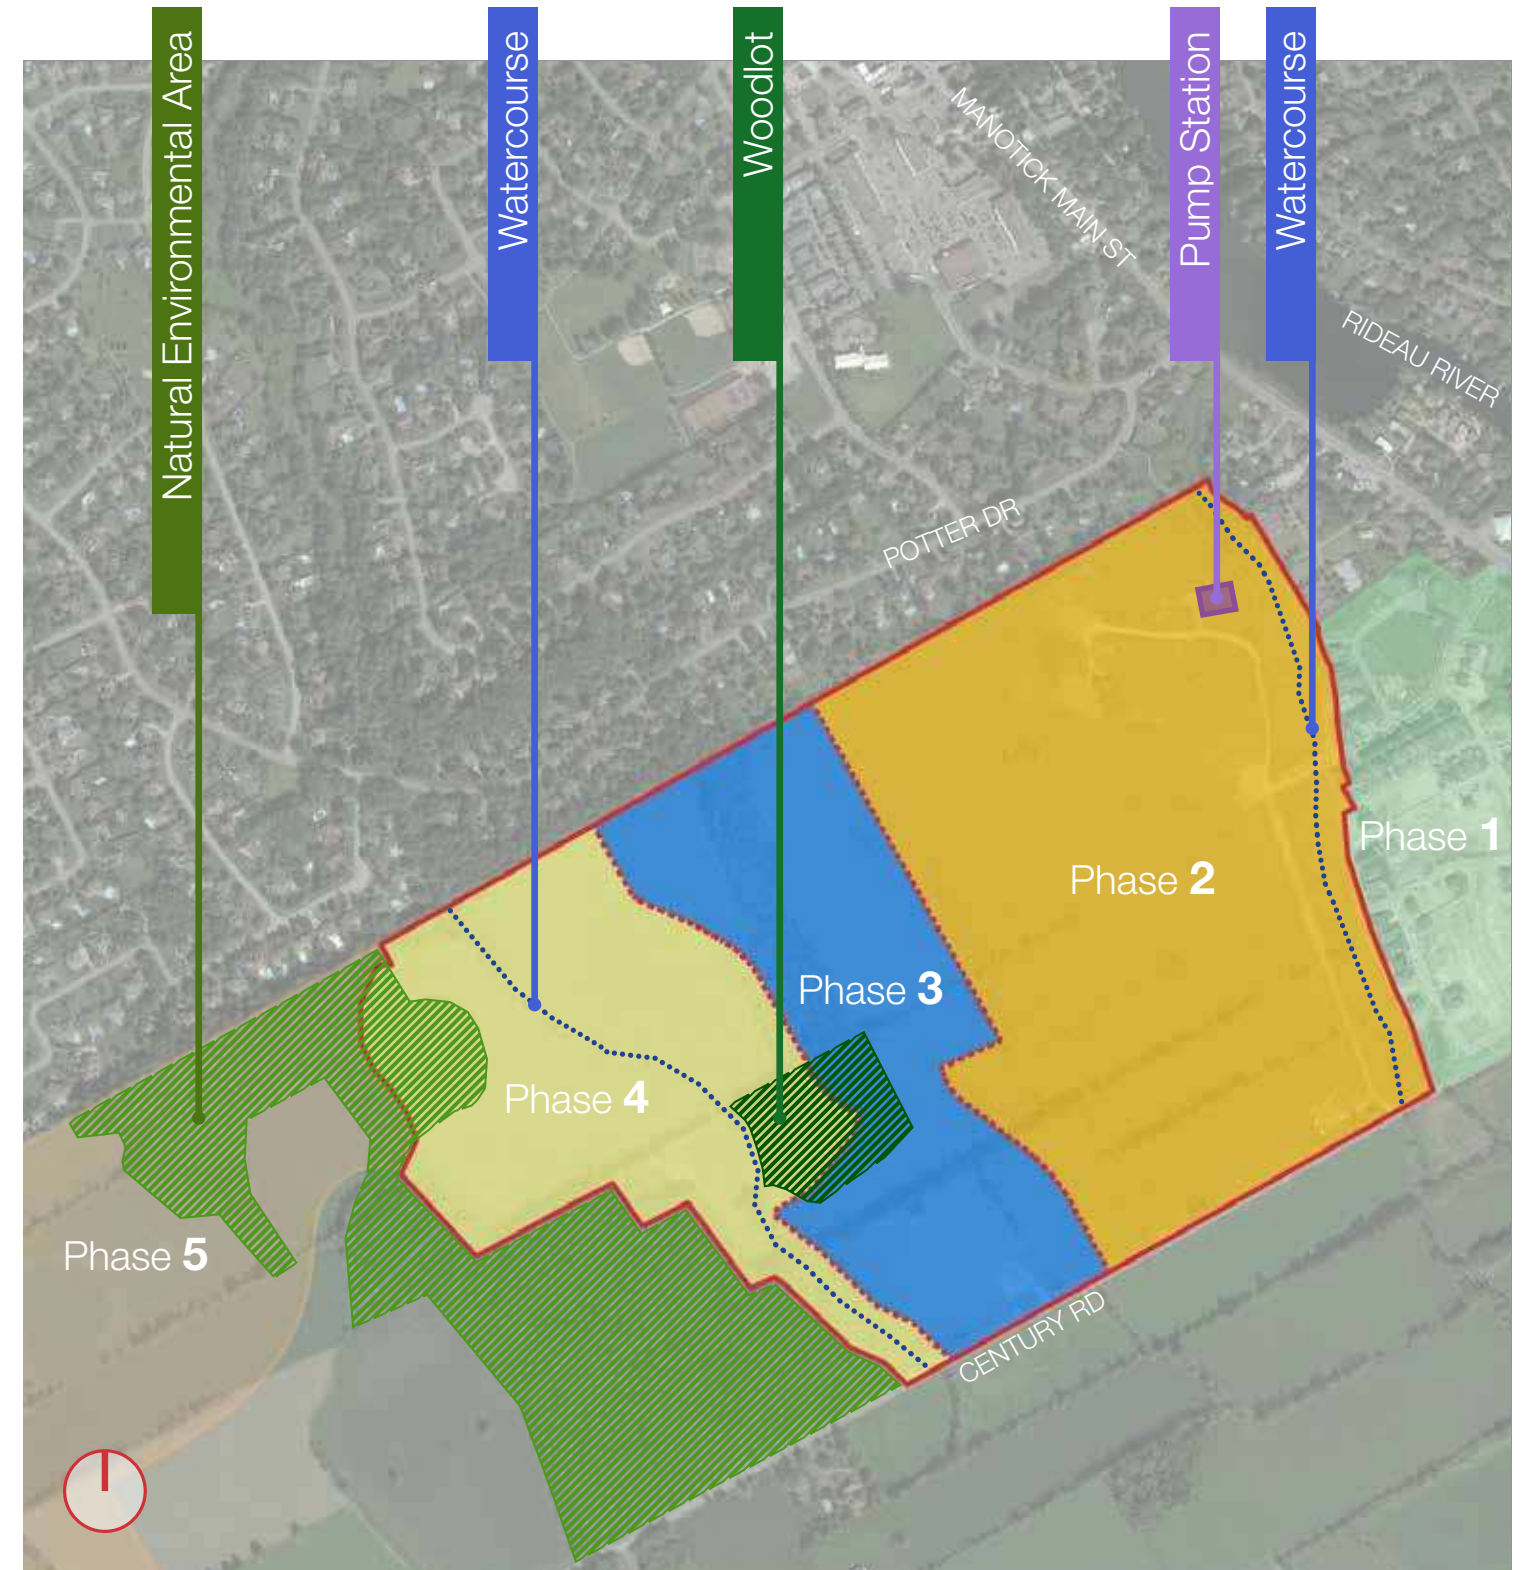 Natural Environmental Area
Watercourse
Woodlot
Pump Station
Watercourse
MANOTICK MAIN ST
RIDEAU RIVER
POTTER DR
Phase 1
Phase 2
Phase 3
Phase 4
Phase 5
CENTURY RD